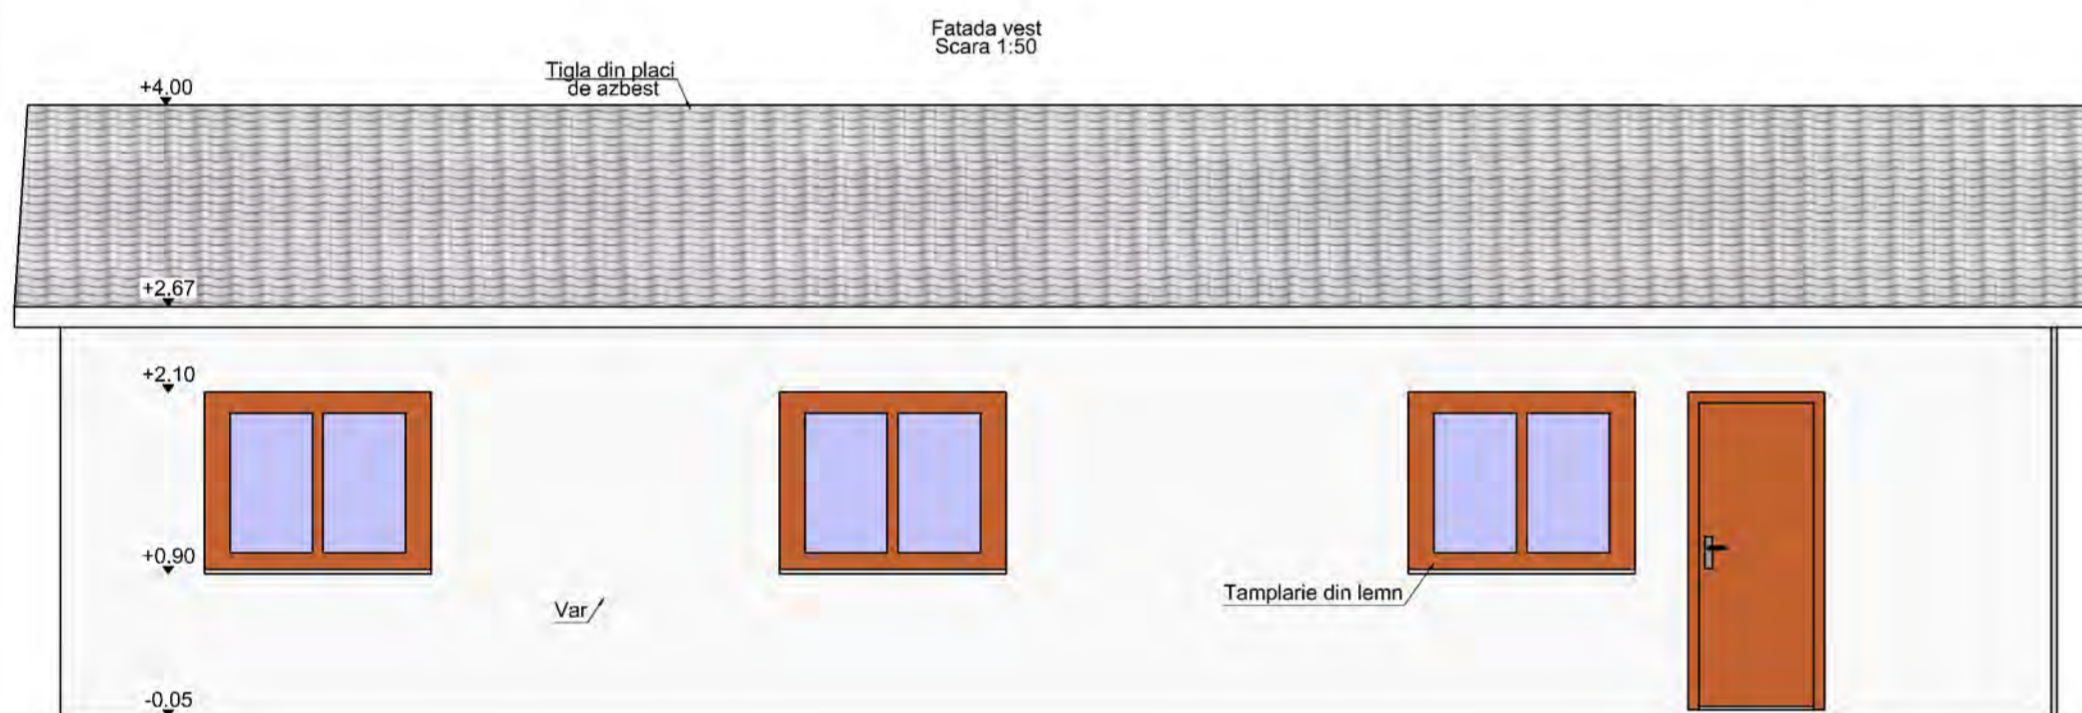 Fatada vest
Scara 1:50
Tigla din placi
de azbest
+4.00
+2.67
+2.10
+0.90
Tamplarie din lemn
Var
-0.05